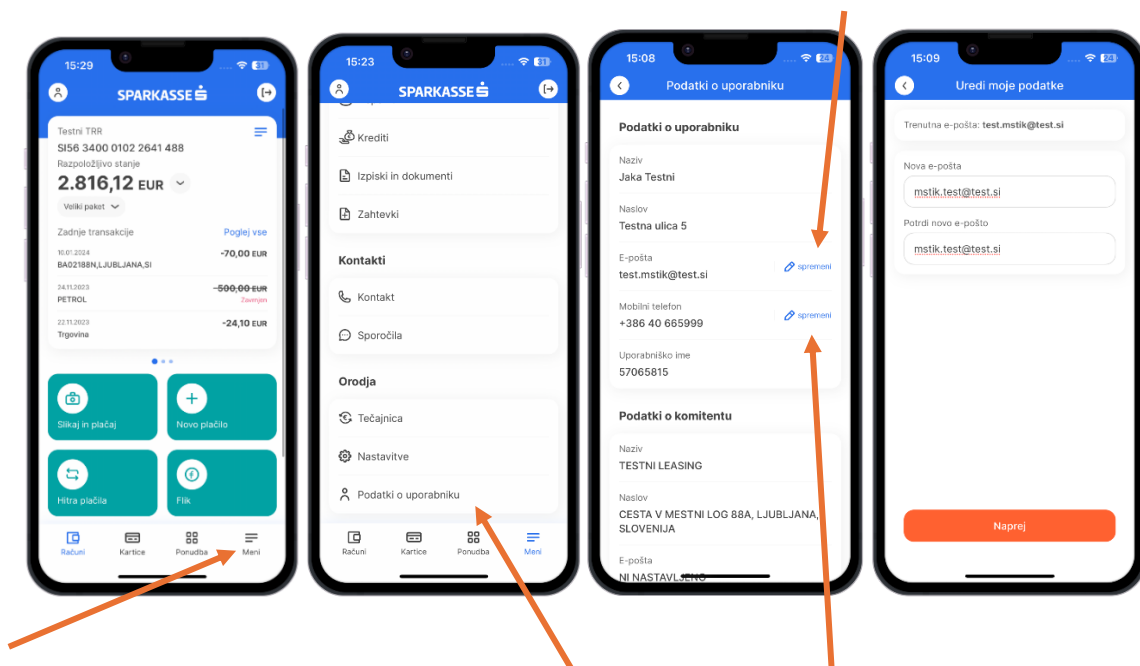 15:29
31
SPARKASSE
Testni TRR
SI56 3400 0102 2641 488
Razpoložljivo stanje
2.816,12 EUR
Veliki paket
Zadnje transakcije
Poglej vse
10.01.2024
BA02188N,LJUBLJANA,SI
-70,00 EUR
24.11.2023
PETROL
-500,00 EUR
Zavrnjen
22.11.2023
Trgovina
-24,10 EUR
Slikaj in plačaj
Novo plačilo
Hitra plačila
Flik
Računi
Kartice
Ponudba
Meni
15:23
31
SPARKASSE
Krediti
Izpiski in dokumenti
Zahtevki
Kontakti
Kontakt
Sporočila
Orodja
Tečajnica
Nastavitve
Podatki o uporabniku
Računi
Kartice
Ponudba
Meni
15:08
24
Podatki o uporabniku
Podatki o uporabniku
Naziv
Jaka Testni
Naslov
Testna ulica 5
E-pošta
test.mstik@test.si
spremeni
Mobilni telefon
+386 40 665999
spremeni
Uporabniško ime
57065815
Podatki o komitentu
Naziv
TESTNI LEASING
Naslov
CESTA V MESTNI LOG 88A, LJUBLJANA,
SLOVENIJA
E-pošta
NI NASTAVLJENO
15:09
24
Uredi moje podatke
Trenutna e-pošta: test.mstik@test.si
Nova e-pošta
mstik.test@test.si
Potrdi novo e-pošto
mstik.test@test.si
Naprej